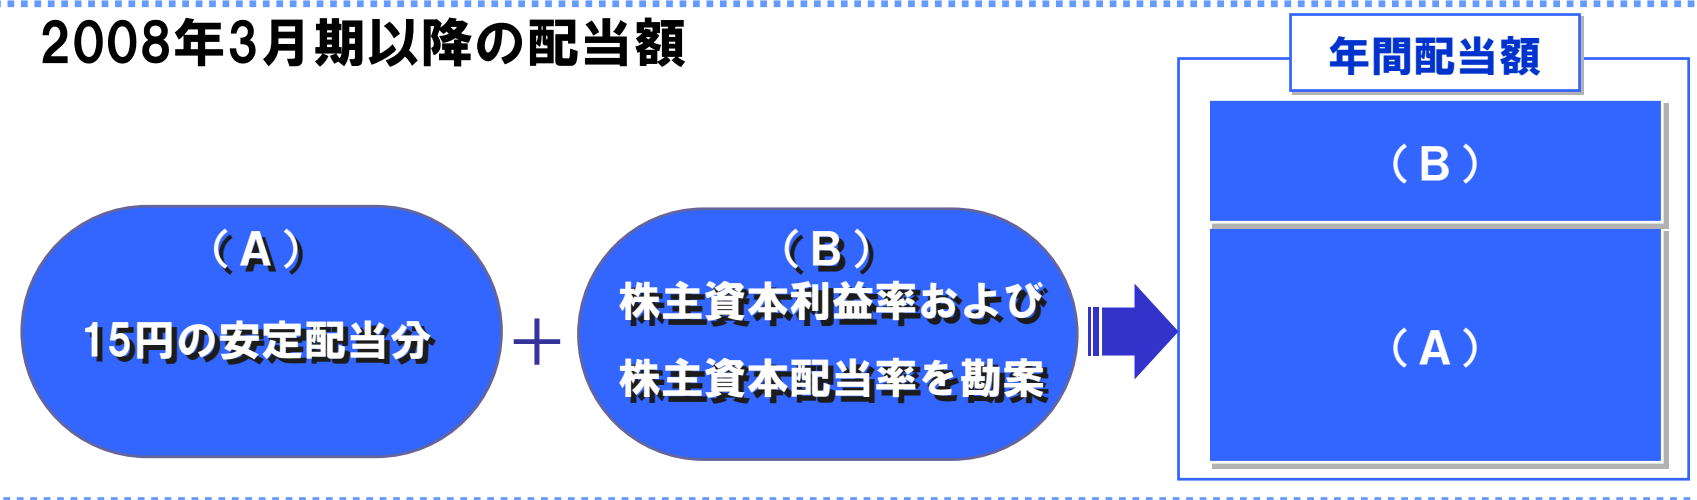 2008年3月期以降の配当額
年間配当額
（A）
15円の安定配当分
＋
（B）
株主資本利益率および
株主資本配当率を勘案
（B）
（A）